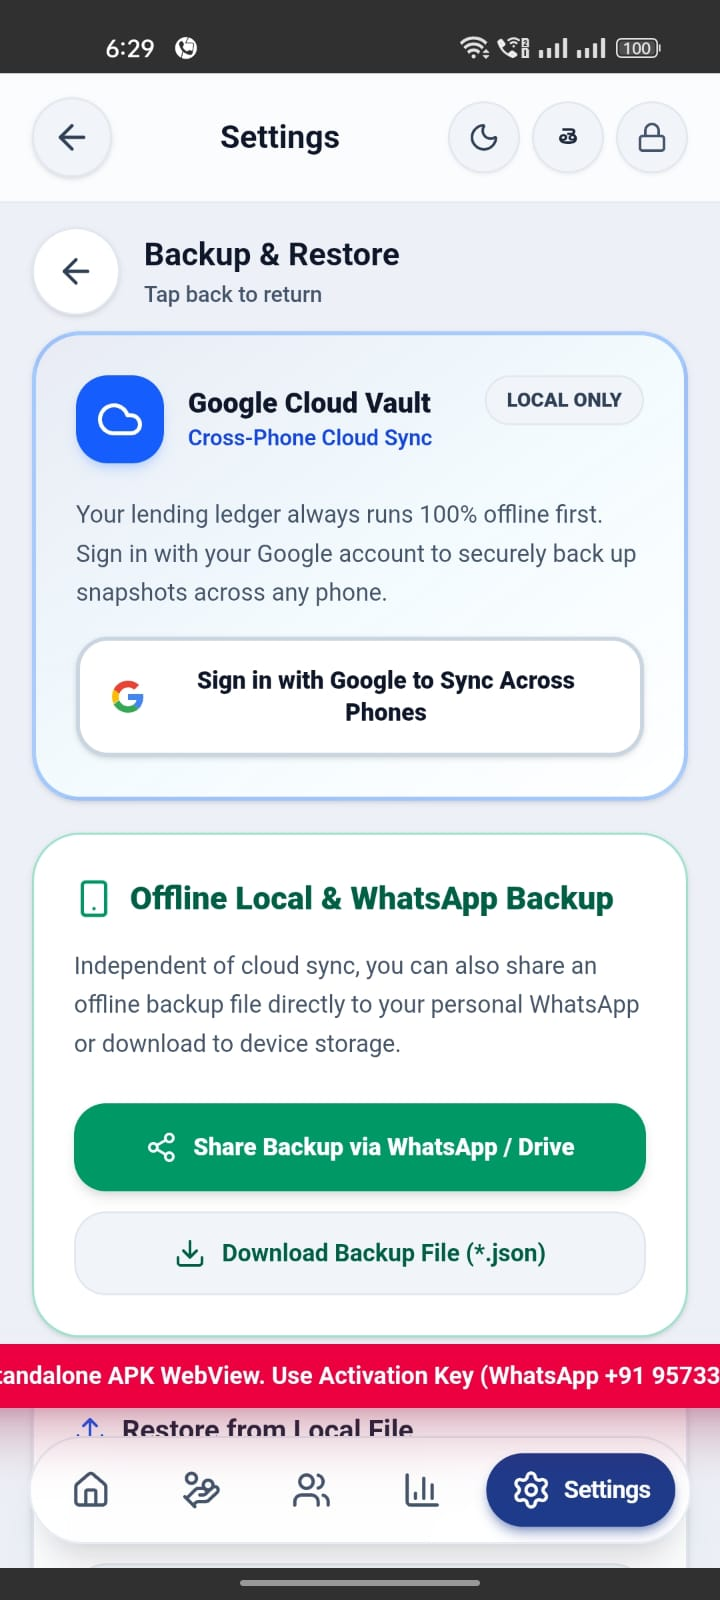 6:29
100
Settings
తె
Backup & Restore
Tap back to return
Google Cloud Vault
LOCAL ONLY
Cross-Phone Cloud Sync
Your lending ledger always runs 100% offline first.
Sign in with your Google account to securely back up
snapshots across any phone.
Sign in with Google to Sync Across
Phones
Offline Local & WhatsApp Backup
Independent of cloud sync, you can also share an
offline backup file directly to your personal WhatsApp
or download to device storage.
Share Backup via WhatsApp / Drive
Download Backup File (*.json)
tandalone APK WebView. Use Activation Key (WhatsApp +91 95733
Restore from Local File
Settings